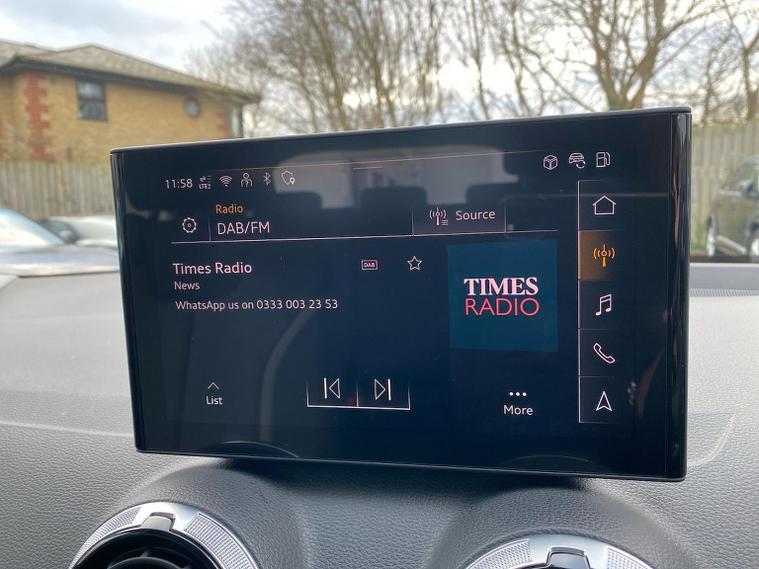 11:58 LTE
Radio
DAB/FM
Source
Times Radio
DAB
News
WhatsApp us on 0333 003 23 53
TIMES
RADIO
List
More